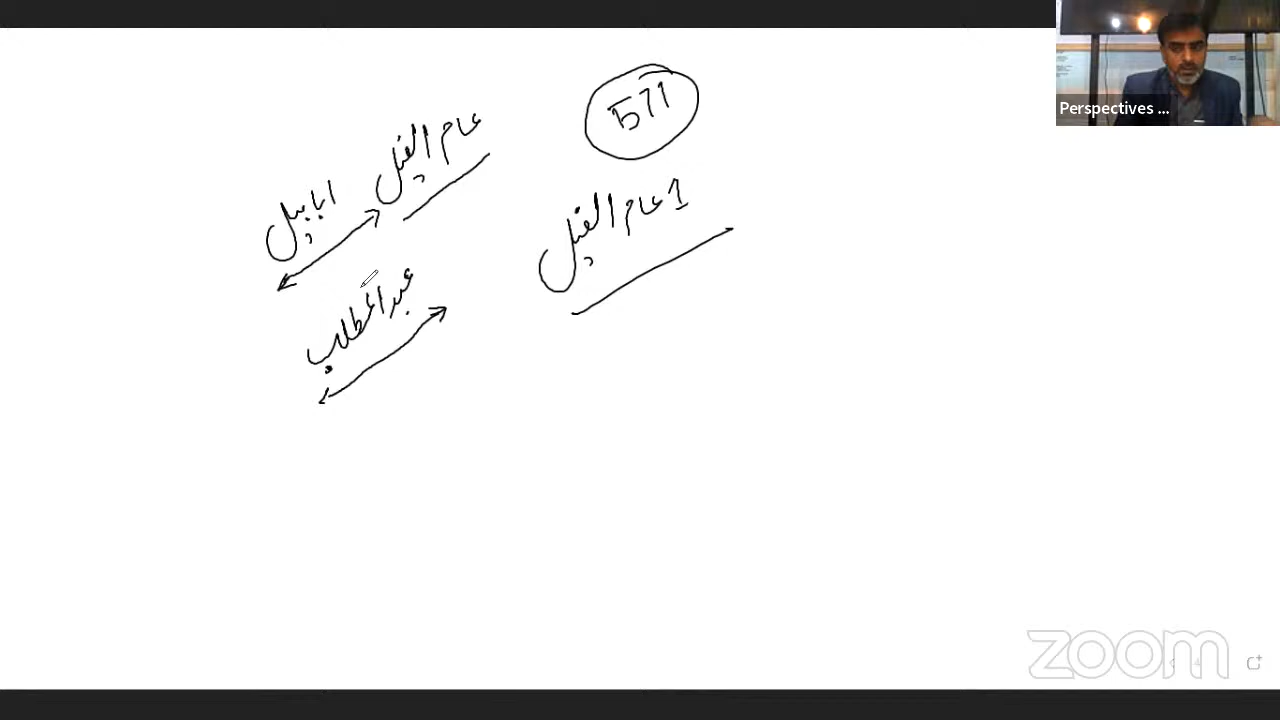 571
عام الفیل
1 عام الفیل
ابابیل
عبدالمطلب
Perspectives ...
zoom